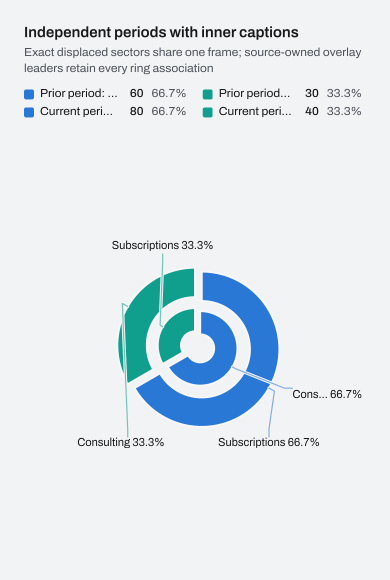 Independent periods with inner captions
Exact displaced sectors share one frame; source-owned overlay
leaders retain every ring association
Prior period: ... 60 66.7% Prior period... 30 33.3%
Current peri... 80 66.7% Current peri... 40 33.3%
Subscriptions 33.3%
Cons... 66.7%
Consulting 33.3% Subscriptions 66.7%